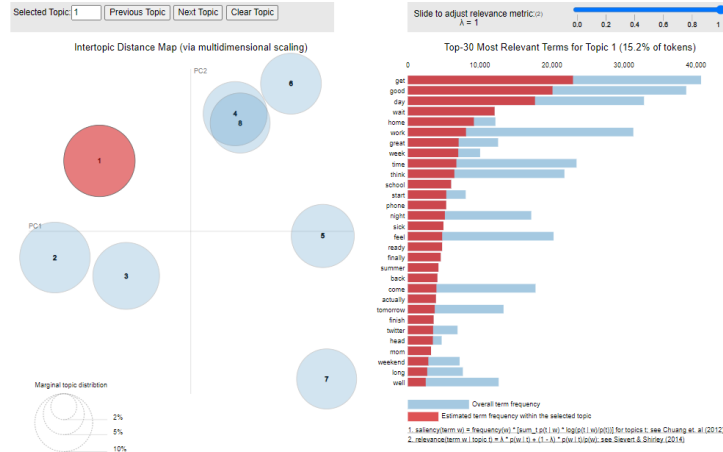 Selected Topic: 1 Previous Topic Next Topic Clear Topic
Slide to adjust relevance metric:(2)
λ = 1
0.0 0.2 0.4 0.6 0.8 1
Intertopic Distance Map (via multidimensional scaling)
PC2
PC1
6
4
8
1
5
2
3
7
Marginal topic distribtion
2%
5%
10%
Top-30 Most Relevant Terms for Topic 1 (15.2% of tokens)
0 10,000 20,000 30,000 40,000
get
good
day
wait
home
work
great
week
time
think
school
start
phone
night
sick
feel
ready
finally
summer
back
come
actually
tomorrow
finish
twitter
head
mom
weekend
long
well
Overall term frequency
Estimated term frequency within the selected topic
1. saliency(term w) = frequency(w) * [sum_t p(t | w) * log(p(t | w)/p(t))] for topics t; see Chuang et. al (2012)
2. relevance(term w | topic t) = λ * p(w | t) + (1 - λ) * p(w | t)/p(w); see Sievert & Shirley (2014)